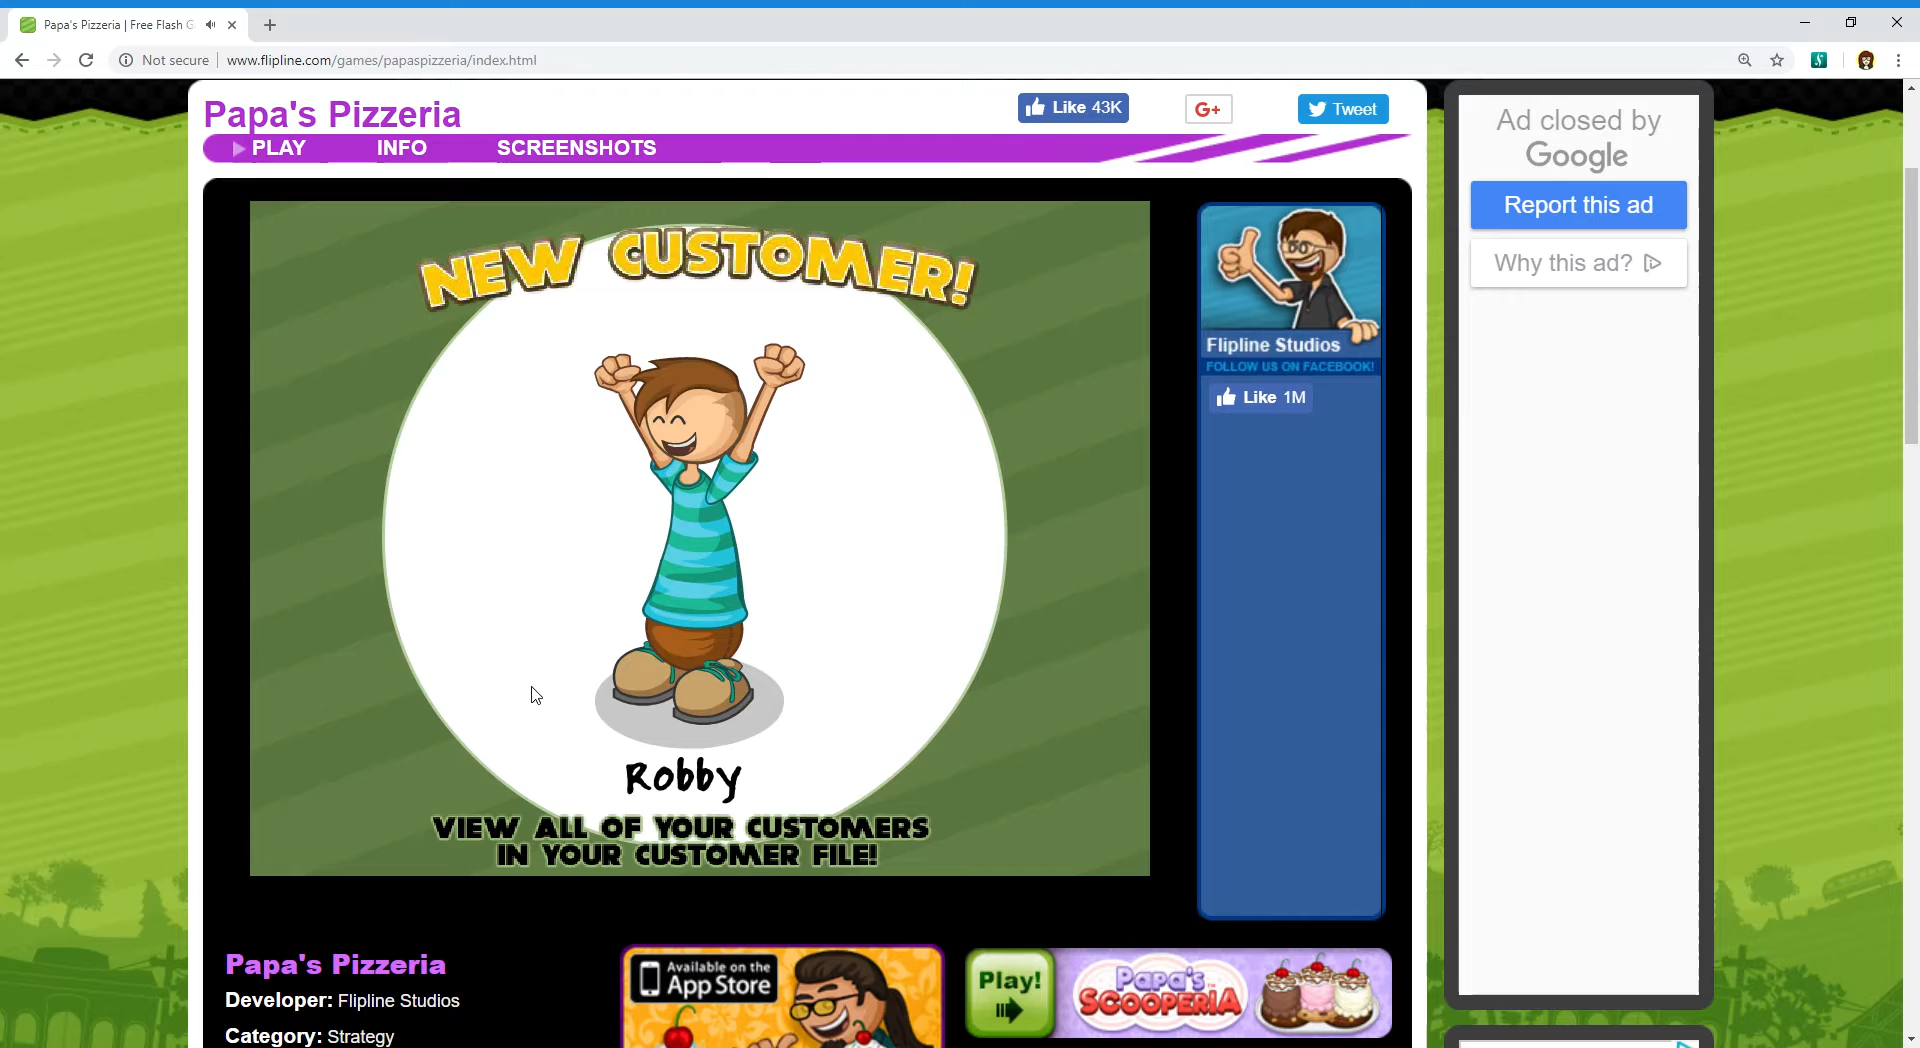 Papa's Pizzeria | Free Flash G
Not secure
www.flipline.com/games/papaspizzeria/index.html
Papa's Pizzeria
Like 43K
G+
Tweet
PLAY
INFO
SCREENSHOTS
NEW CUSTOMER!
Robby
VIEW ALL OF YOUR CUSTOMERS
IN YOUR CUSTOMER FILE!
Flipline Studios
FOLLOW US ON FACEBOOK!
Like 1M
Ad closed by
Google
Report this ad
Why this ad?
Papa's Pizzeria
Developer: Flipline Studios
Category: Strategy
Available on the
App Store
Play!
Papa's
SCOOPERIA